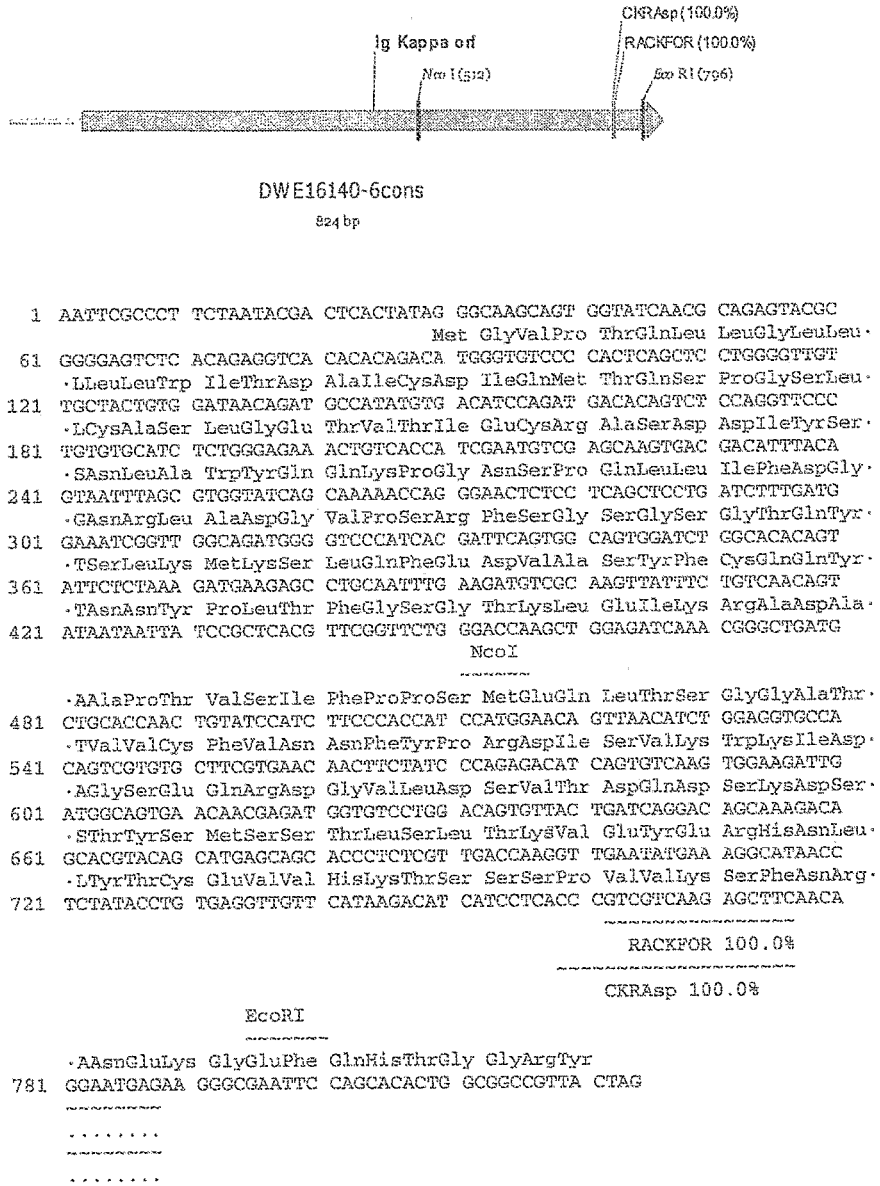 CKRAsp (100.0%)
Ig Kappa orf
RACKFOR (100.0%)
Nco I (512)
Eco RI (796)
DWE16140-6cons
824 bp
1 AATTCGCCCT TCTAATACGA CTCACTATAG GGCAAGCAGT GGTATCAACG CAGAGTACGC
Met GlyValPro ThrGlnLeu LeuGlyLeuLeu·
61 GGGGAGTCTC ACAGAGGTCA CACACAGACA TGGGTGTCCC CACTCAGCTC CTGGGGTTGT
·LLeuLeuTrp IleThrAsp AlaIleCysAsp IleGlnMet ThrGlnSer ProGlySerLeu·
121 TGCTACTGTG GATAACAGAT GCCATATGTG ACATCCAGAT GACACAGTCT CCAGGTTCCC
·LCysAlaSer LeuGlyGlu ThrValThrIle GluCysArg AlaSerAsp AspIleTyrSer·
181 TGTGTGCATC TCTGGGAGAA ACTGTCACCA TCGAATGTCG AGCAAGTGAC GACATTTACA
·SAsnLeuAla TrpTyrGln GlnLysProGly AsnSerPro GlnLeuLeu IlePheAspGly·
241 GTAATTTAGC GTGGTATCAG CAAAAACCAG GGAACTCTCC TCAGCTCCTG ATCTTTGATG
·GAsnArgLeu AlaAspGly ValProSerArg PheSerGly SerGlySer GlyThrGlnTyr·
301 GAAATCGGTT GGCAGATGGG GTCCCATCAC GATTCAGTGG CAGTGGATCT GGCACACAGT
·TSerLeuLys MetLysSer LeuGlnPheGlu AspValAla SerTyrPhe CysGlnGlnTyr·
361 ATTCTCTAAA GATGAAGAGC CTGCAATTTG AAGATGTCGC AAGTTATTTC TGTCAACAGT
·TAsnAsnTyr ProLeuThr PheGlySerGly ThrLysLeu GluIleLys ArgAlaAspAla·
421 ATAATAATTA TCCGCTCACG TTCGGTTCTG GGACCAAGCT GGAGATCAAA CGGGCTGATG
NcoI
·AAlaProThr ValSerIle PheProProSer MetGluGln LeuThrSer GlyGlyAlaThr·
481 CTGCACCAAC TGTATCCATC TTCCCACCAT CCATGGAACA GTTAACATCT GGAGGTGCCA
·TValValCys PheValAsn AsnPheTyrPro ArgAspIle SerValLys TrpLysIleAsp·
541 CAGTCGTGTG CTTCGTGAAC AACTTCTATC CCAGAGACAT CAGTGTCAAG TGGAAGATTG
·AGlySerGlu GlnArgAsp GlyValLeuAsp SerValThr AspGlnAsp SerLysAspSer·
601 ATGGCAGTGA ACAACGAGAT GGTGTCCTGG ACAGTGTTAC TGATCAGGAC AGCAAAGACA
·SThrTyrSer MetSerSer ThrLeuSerLeu ThrLysVal GluTyrGlu ArgHisAsnLeu·
661 GCACGTACAG CATGAGCAGC ACCCTCTCGT TGACCAAGGT TGAATATGAA AGGCATAACC
·LTyrThrCys GluValVal HisLysThrSer SerSerPro ValValLys SerPheAsnArg·
721 TCTATACCTG TGAGGTTGTT CATAAGACAT CATCCTCACC CGTCGTCAAG AGCTTCAACA
RACKFOR 100.0%
CKRAsp 100.0%
EcoRI
·AAsnGluLys GlyGluPhe GlnHisThrGly GlyArgTyr
781 GGAATGAGAA GGGCGAATTC CAGCACACTG GCGGCCGTTA CTAG